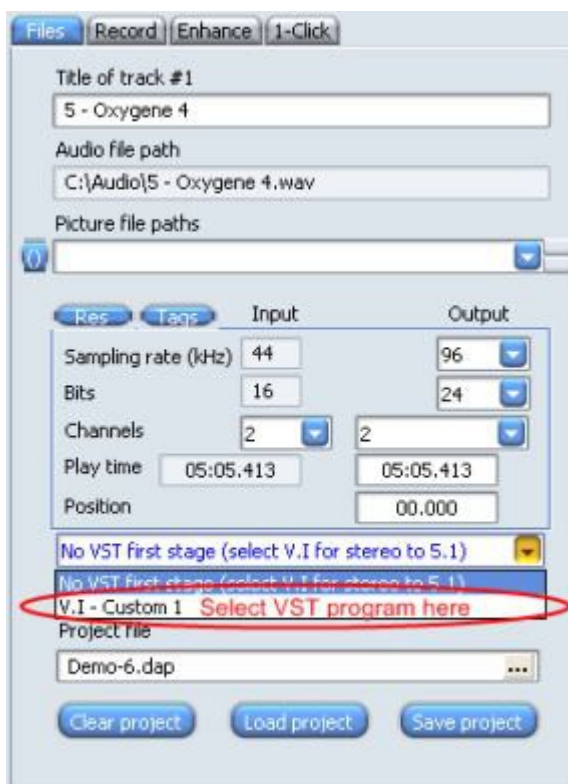 Files Record Enhance 1-Click
Title of track #1
5 - Oxygene 4
Audio file path
C:\Audio\5 - Oxygene 4.wav
Picture file paths
()
Res Tags Input Output
Sampling rate (kHz) 44 96
Bits 16 24
Channels 2 2
Play time 05:05.413 05:05.413
Position 00.000
No VST first stage (select V.I for stereo to 5.1)
No VST first stage (select V.I for stereo to 5.1)
V.I - Custom 1 Select VST program here
Project file
Demo-6.dap ...
Clear project Load project Save project